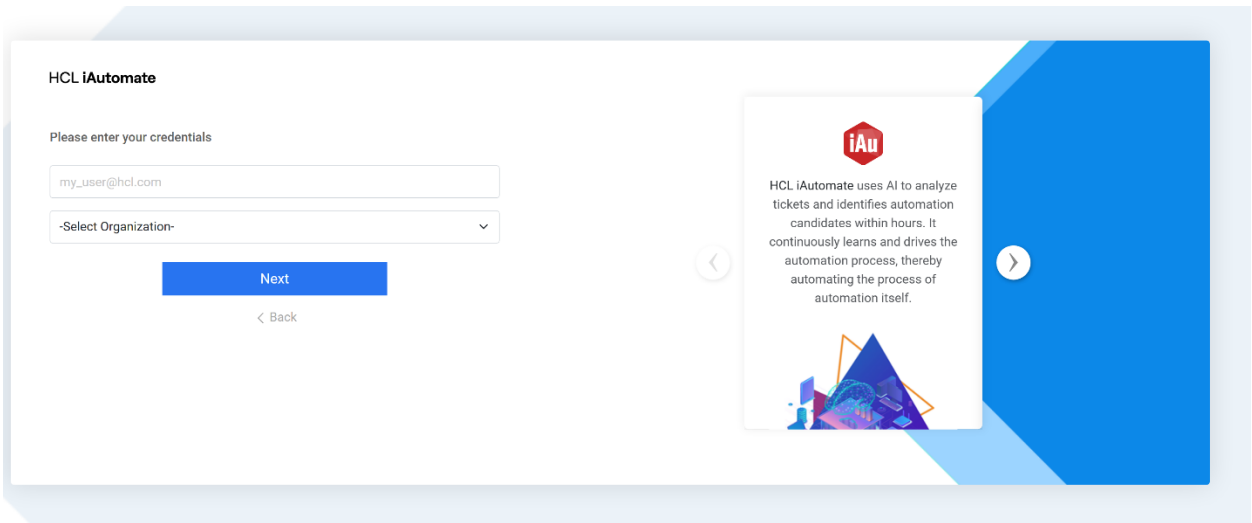 HCL iAutomate
Please enter your credentials
my_user@hcl.com
-Select Organization-
Next
Back
iAu
HCL iAutomate uses AI to analyze
tickets and identifies automation
candidates within hours. It
continuously learns and drives the
automation process, thereby
automating the process of
automation itself.